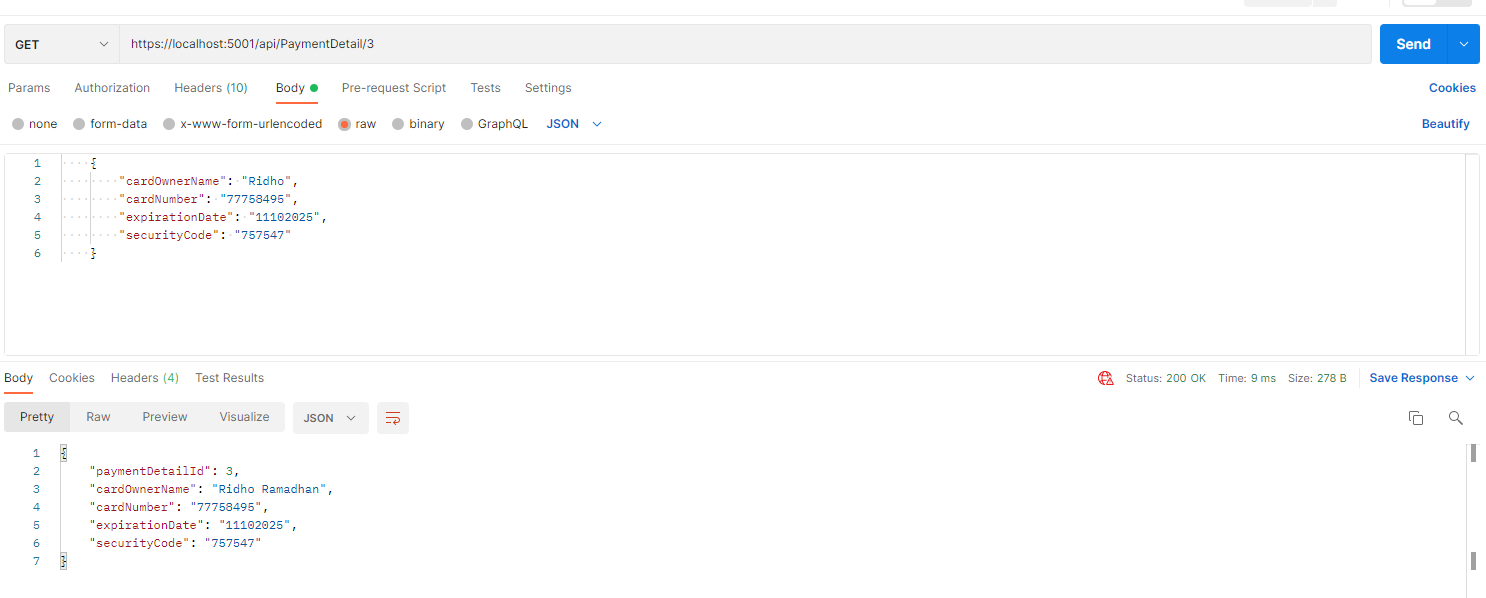 GET https://localhost:5001/api/PaymentDetail/3 Send
Params Authorization Headers (10) Body Pre-request Script Tests Settings Cookies
none form-data x-www-form-urlencoded raw binary GraphQL JSON Beautify
1 {
2 "cardOwnerName": "Ridho",
3 "cardNumber": "77758495",
4 "expirationDate": "11102025",
5 "securityCode": "757547"
6 }
Body Cookies Headers (4) Test Results Status: 200 OK Time: 9 ms Size: 278 B Save Response
Pretty Raw Preview Visualize JSON
1 {
2 "paymentDetailId": 3,
3 "cardOwnerName": "Ridho Ramadhan",
4 "cardNumber": "77758495",
5 "expirationDate": "11102025",
6 "securityCode": "757547"
7 }